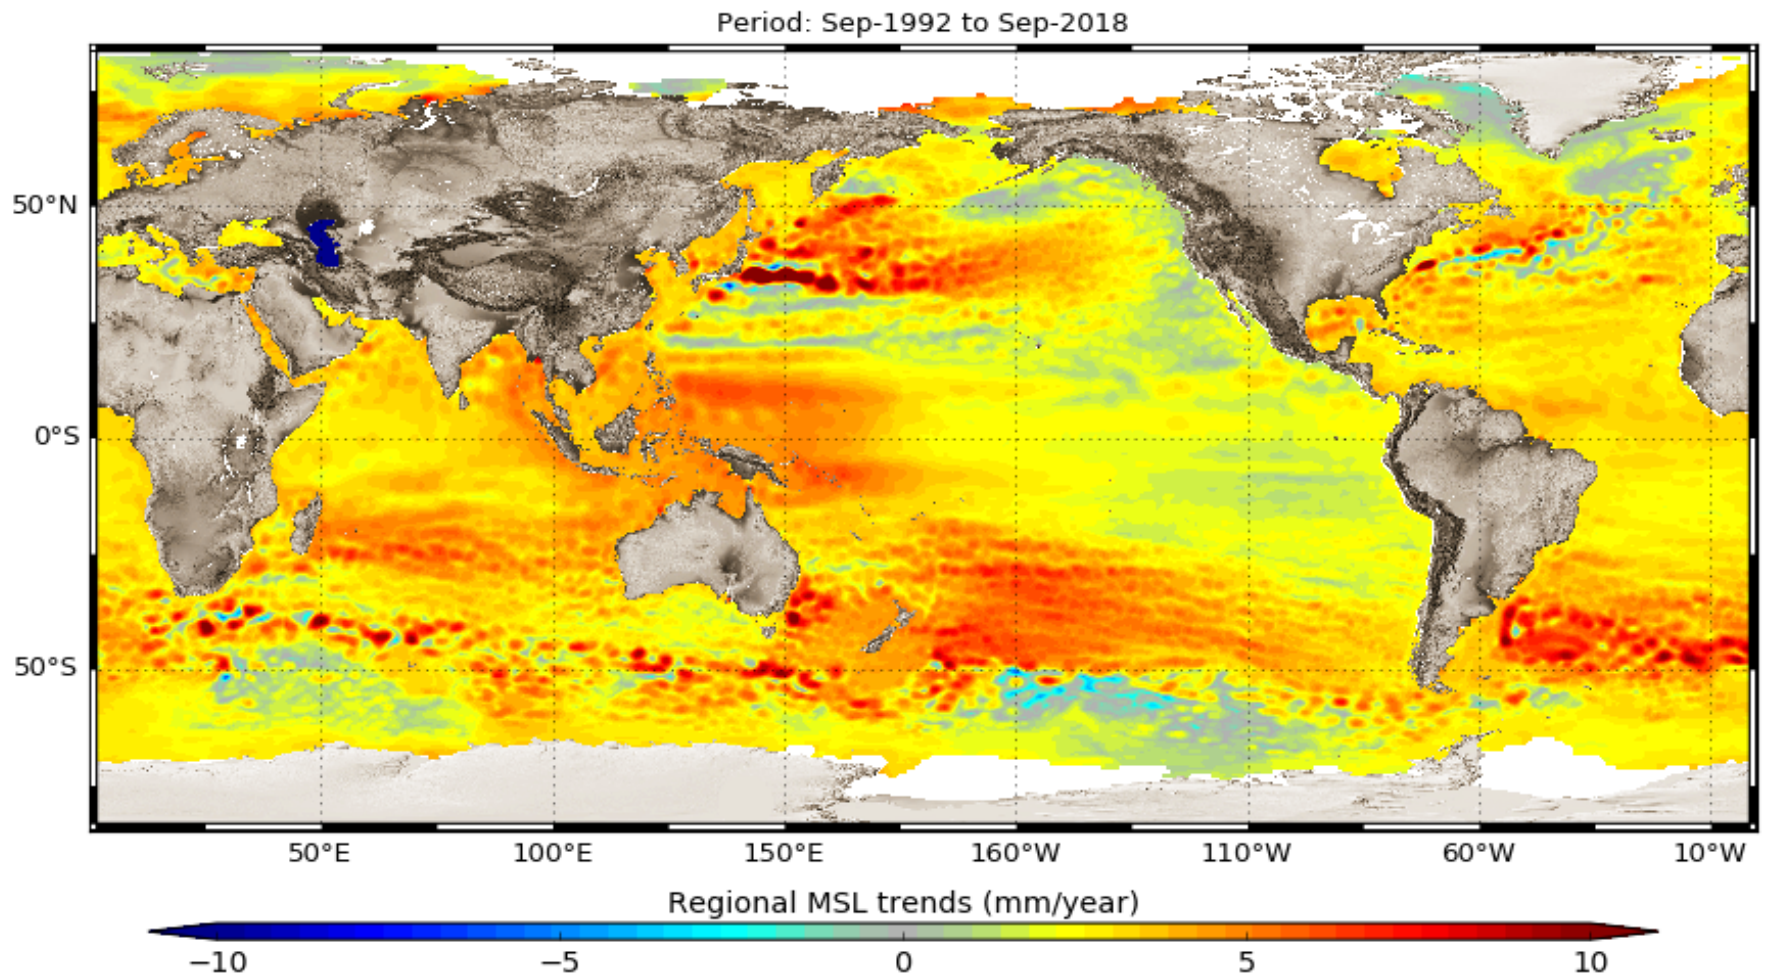 Period: Sep-1992 to Sep-2018
50°N
0°S
50°S
50°E 100°E 150°E 160°W 110°W 60°W 10°W
Regional MSL trends (mm/year)
−10 −5 0 5 10